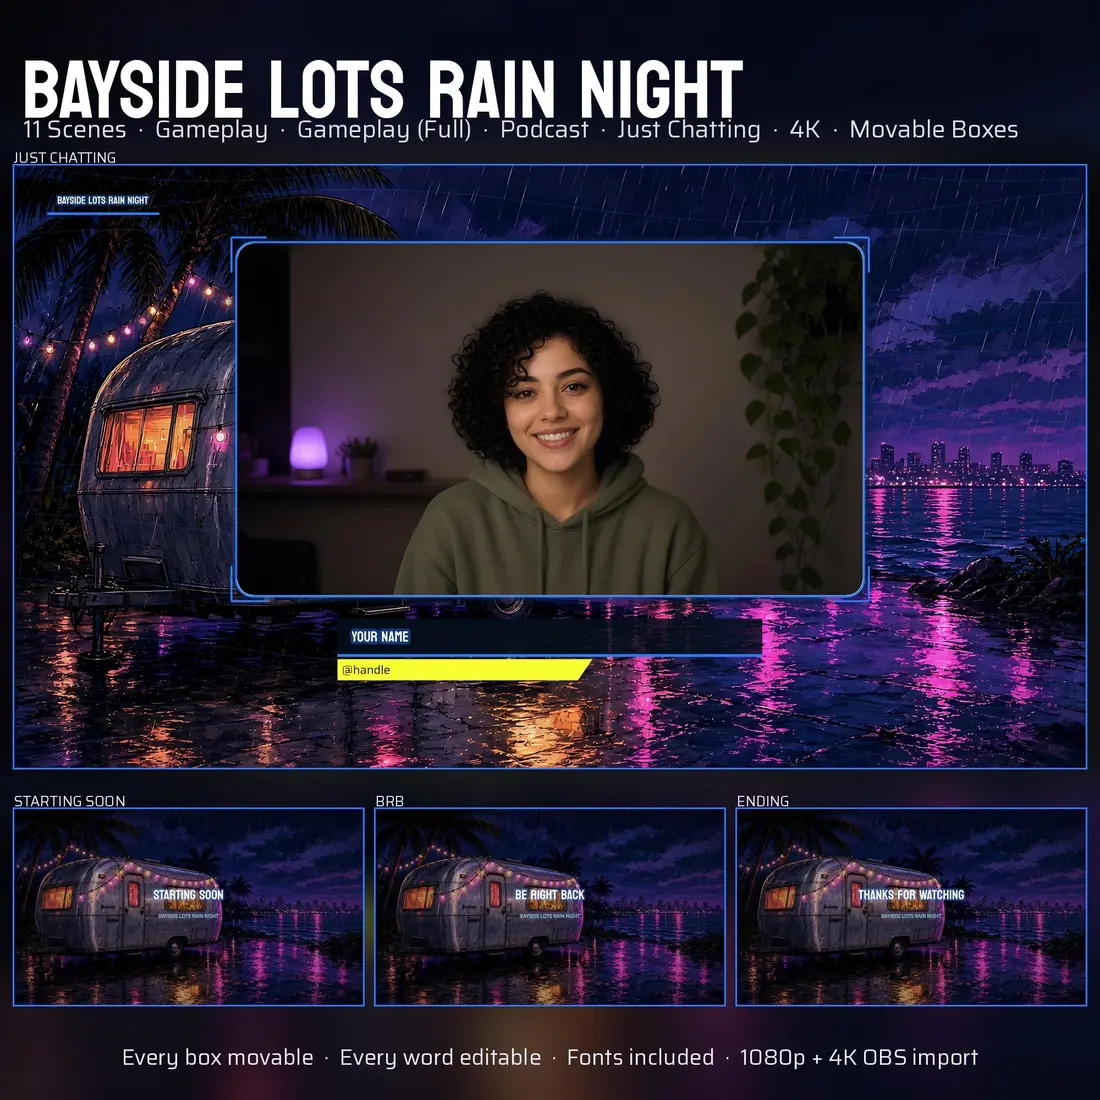 BAYSIDE LOTS RAIN NIGHT
11 Scenes · Gameplay · Gameplay (Full) · Podcast · Just Chatting · 4K · Movable Boxes
JUST CHATTING
BAYSIDE LOTS RAIN NIGHT
YOUR NAME
@handle
STARTING SOON
STARTING SOON
BAYSIDE LOTS RAIN NIGHT
BRB
BE RIGHT BACK
BAYSIDE LOTS RAIN NIGHT
ENDING
THANKS FOR WATCHING
BAYSIDE LOTS RAIN NIGHT
Every box movable · Every word editable · Fonts included · 1080p + 4K OBS import